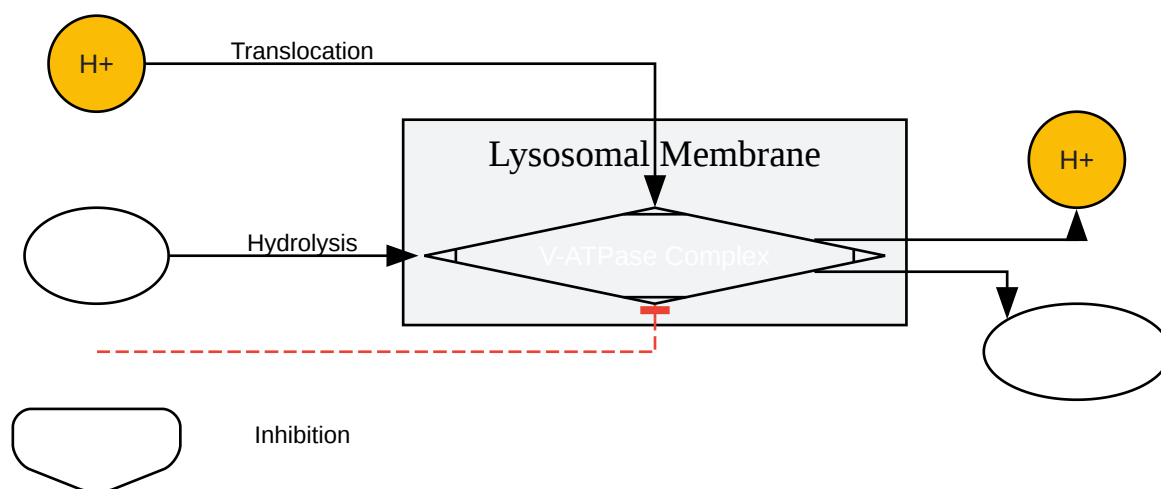 H+
Translocation
Lysosomal Membrane
H+
Hydrolysis
V-ATPase Complex
Inhibition